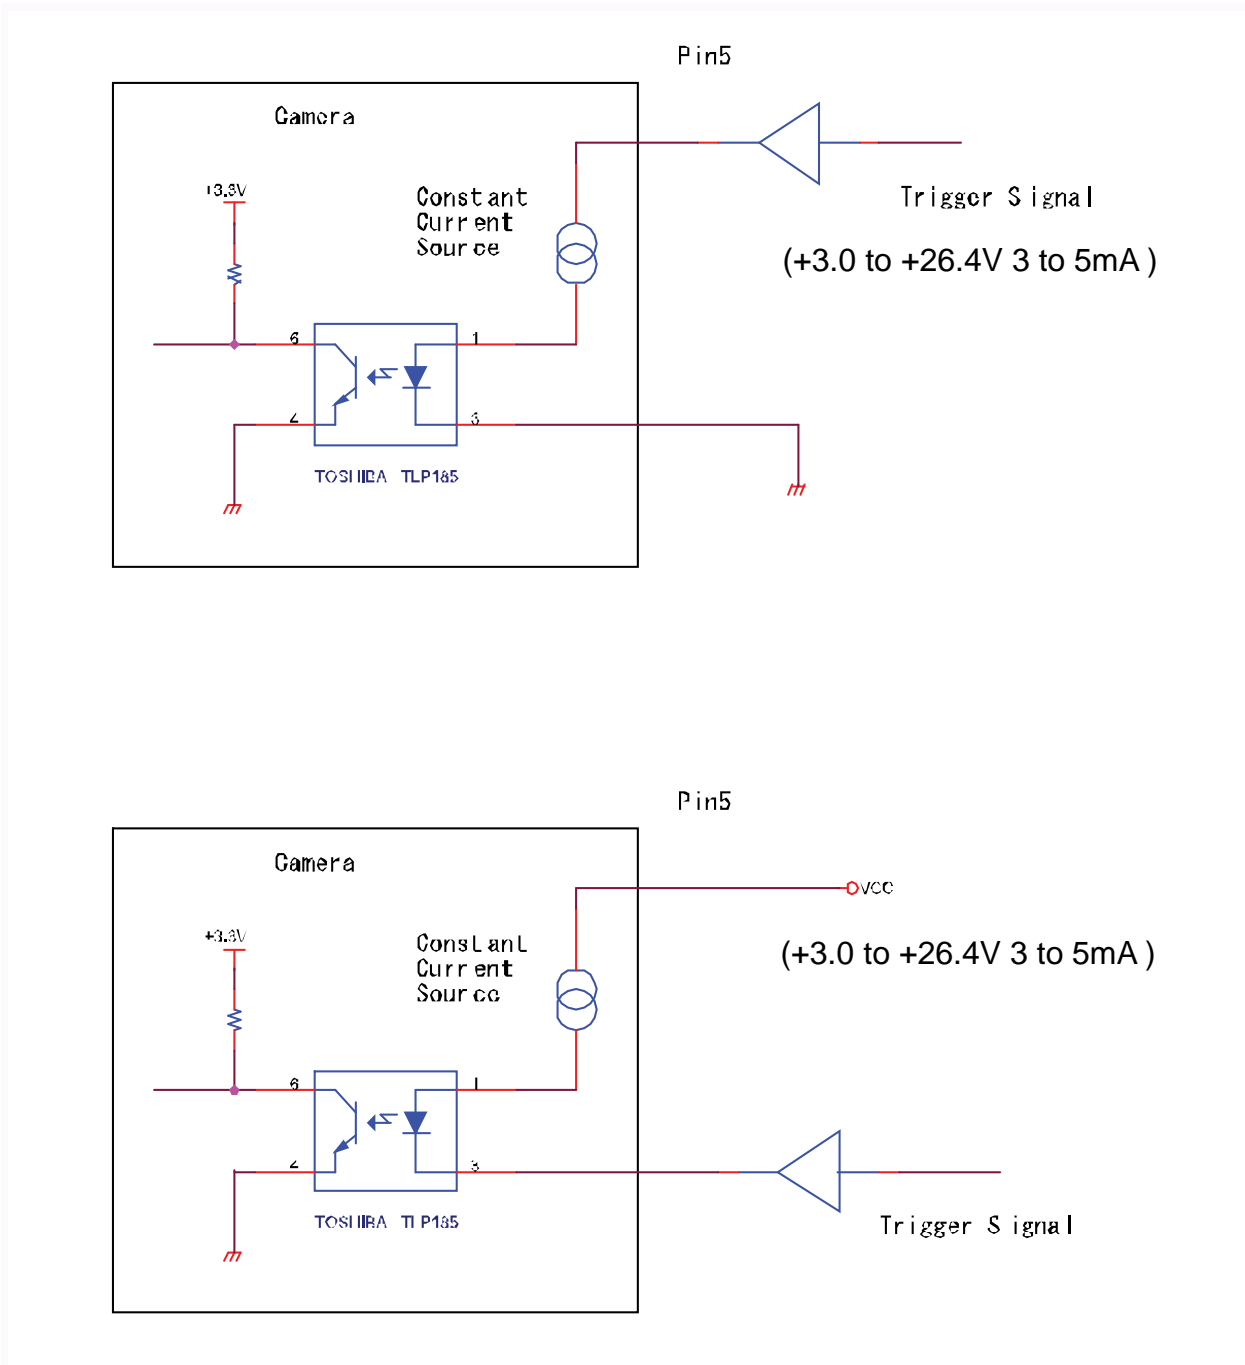 Pin5
Camera
+3.3V
Constant
Current
Source
Trigger Signal
(+3.0 to +26.4V 3 to 5mA )
6
1
4
3
TOSHIBA TLP185
Pin5
Camera
VCC
+3.3V
Constant
Current
Source
(+3.0 to +26.4V 3 to 5mA )
6
1
4
3
TOSHIBA TLP185
Trigger Signal